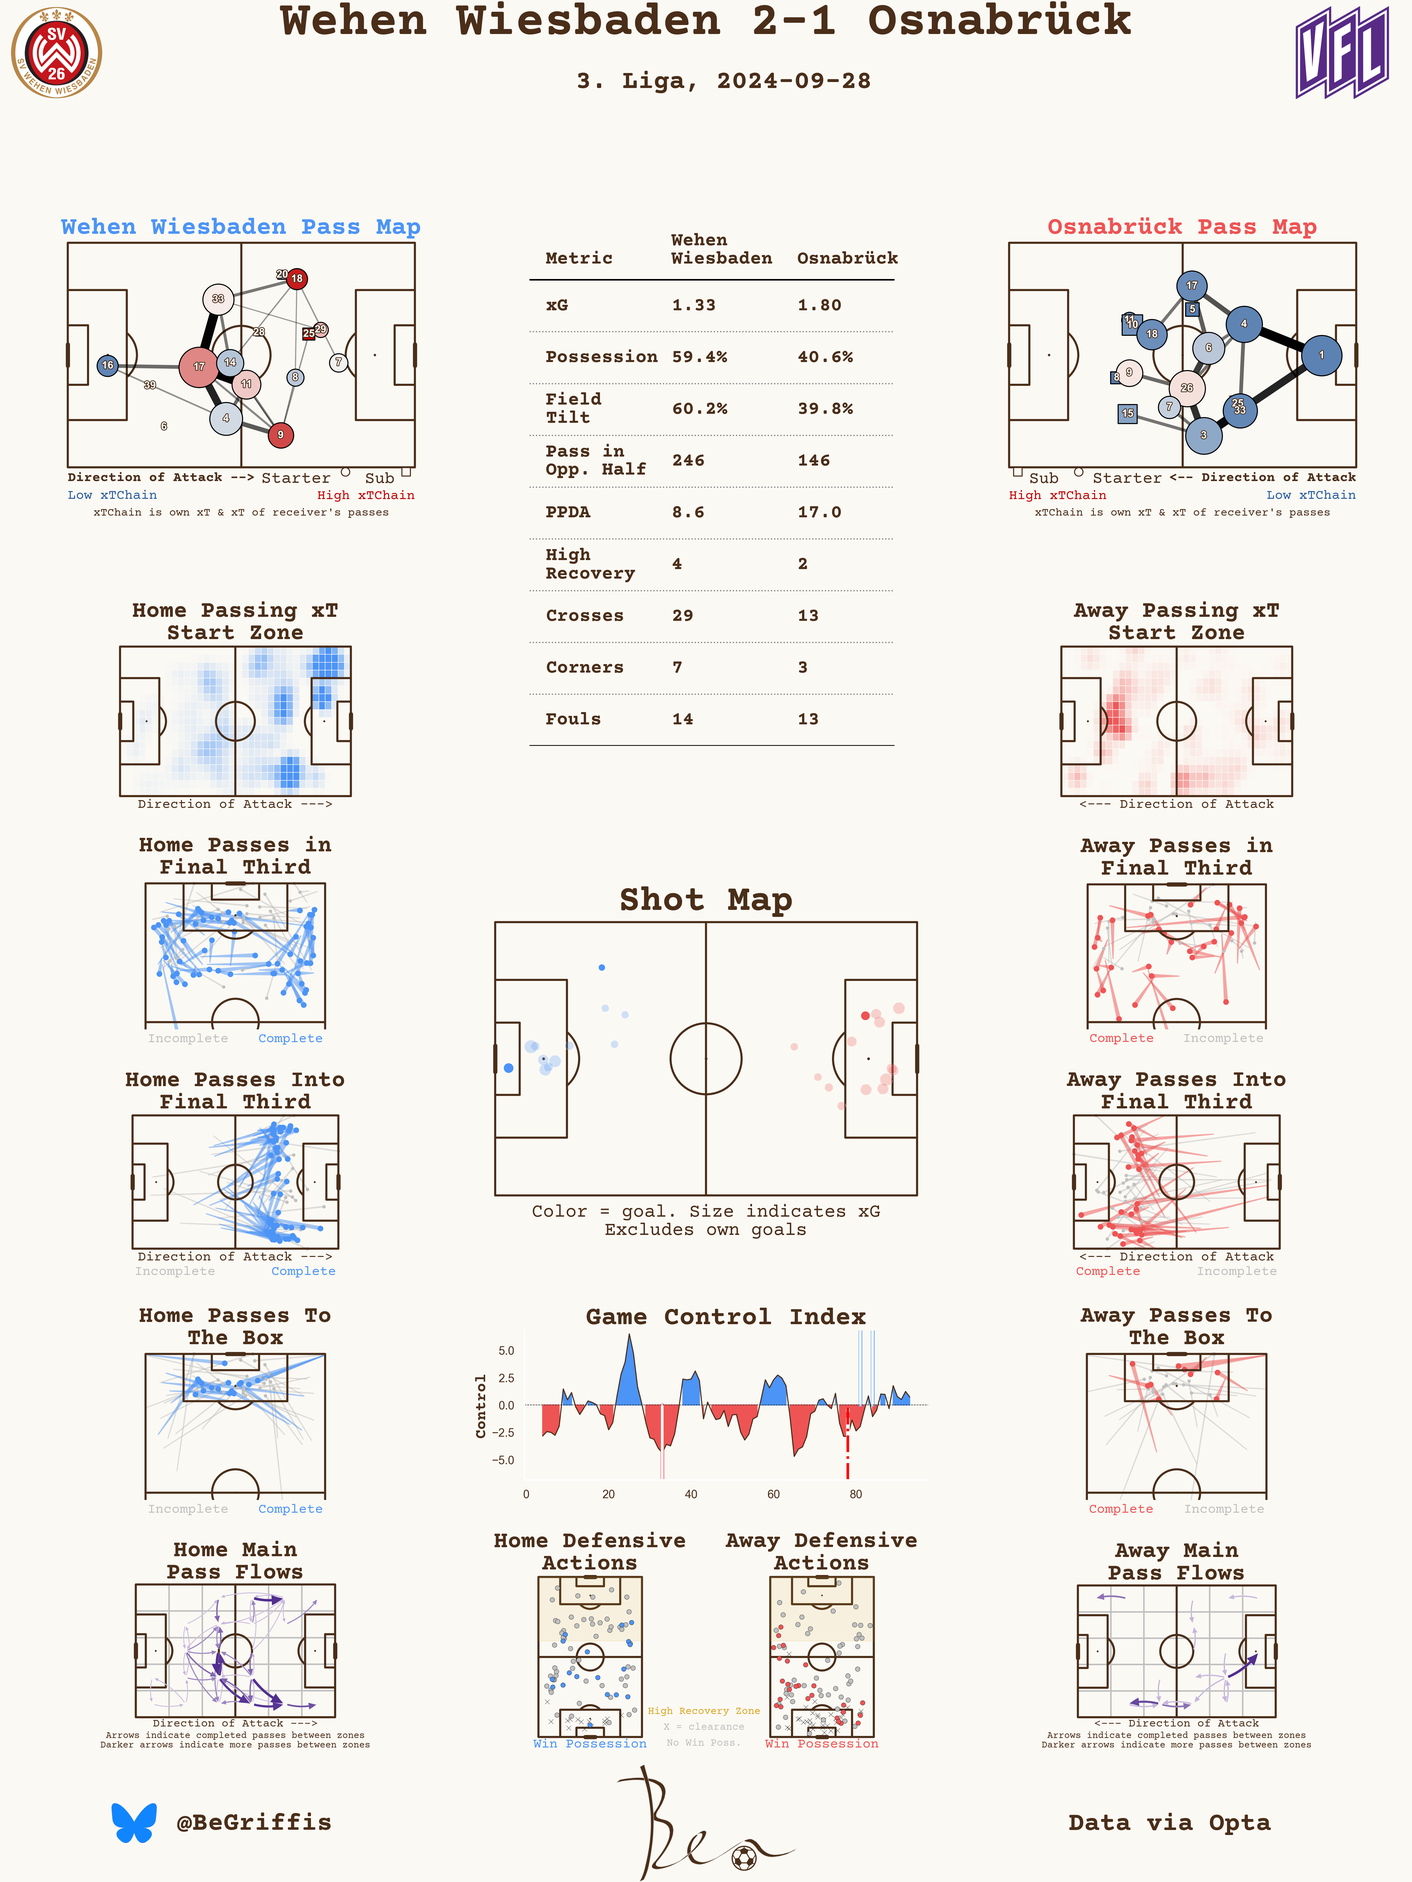 Wehen Wiesbaden 2-1 Osnabrück
3. Liga, 2024-09-28
SV
26
SV WEHEN WIESBADEN
VFL
Wehen Wiesbaden Pass Map
20
18
33
28
29
25
7
16
17
14
8
11
39
4
9
6
Direction of Attack -->
Starter
Sub
Low xTChain
High xTChain
xTChain is own xT & xT of receiver's passes
Metric
Wehen Wiesbaden
Osnabrück
xG 1.33 1.80
Possession 59.4% 40.6%
Field Tilt 60.2% 39.8%
Pass in Opp. Half 246 146
PPDA 8.6 17.0
High Recovery 4 2
Crosses 29 13
Corners 7 3
Fouls 14 13
Osnabrück Pass Map
17
5
11
10
18
4
6
1
9
8
26
7
25
33
15
3
Sub
Starter
<-- Direction of Attack
High xTChain
Low xTChain
xTChain is own xT & xT of receiver's passes
Home Passing xT
Start Zone
Direction of Attack --->
Away Passing xT
Start Zone
<--- Direction of Attack
Home Passes in
Final Third
Incomplete
Complete
Shot Map
Color = goal. Size indicates xG
Excludes own goals
Away Passes in
Final Third
Complete
Incomplete
Home Passes Into
Final Third
Direction of Attack --->
Incomplete
Complete
Away Passes Into
Final Third
<--- Direction of Attack
Complete
Incomplete
Home Passes To
The Box
Incomplete
Complete
Game Control Index
Control
5.0
2.5
0.0
−2.5
−5.0
0
20
40
60
80
Away Passes To
The Box
Complete
Incomplete
Home Main
Pass Flows
Direction of Attack --->
Arrows indicate completed passes between zones
Darker arrows indicate more passes between zones
Home Defensive
Actions
Win Possession
High Recovery Zone
X = clearance
No Win Poss.
Away Defensive
Actions
Win Possession
Away Main
Pass Flows
<--- Direction of Attack
Arrows indicate completed passes between zones
Darker arrows indicate more passes between zones
@BeGriffis
Ben
Data via Opta